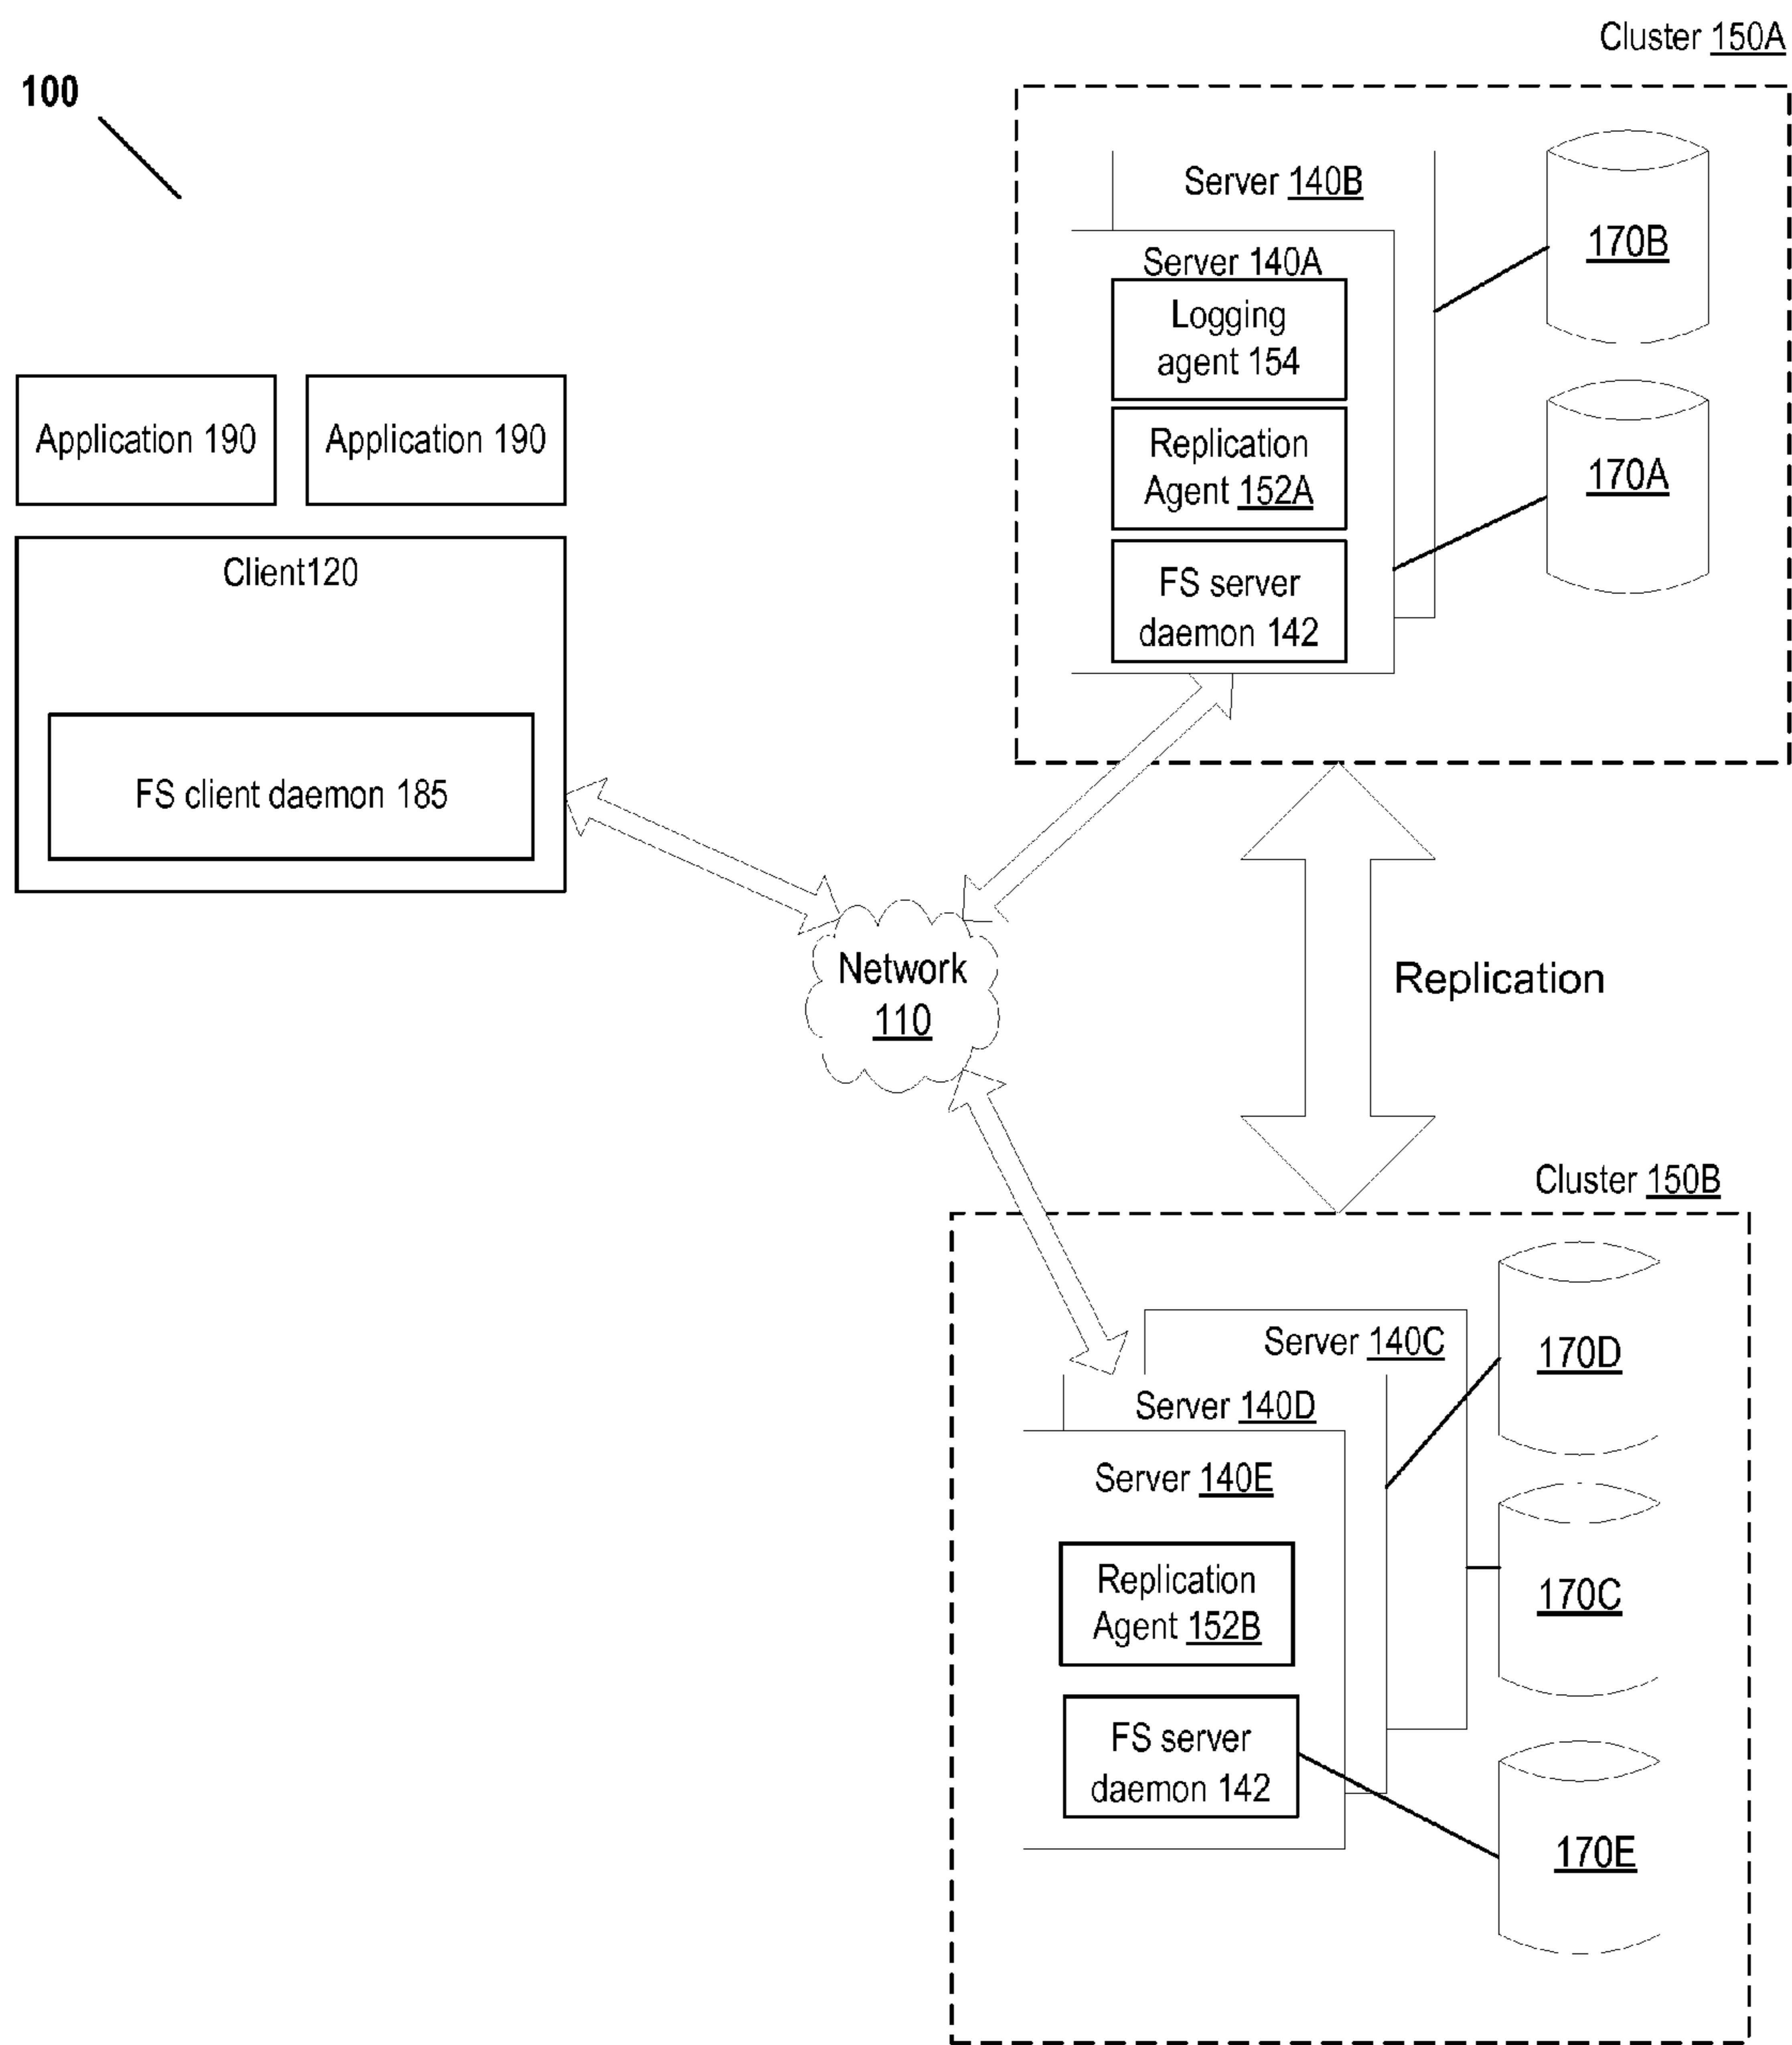 Cluster 150A
100
Server 140B
170B
Server 140A
Logging
agent 154
Application 190
Application 190
Replication
Agent 152A
170A
Client120
FS server
daemon 142
FS client daemon 185
Network
110
Replication
Cluster 150B
Server 140C
170D
Server 140D
Server 140E
Replication
Agent 152B
170C
FS server
daemon 142
170E